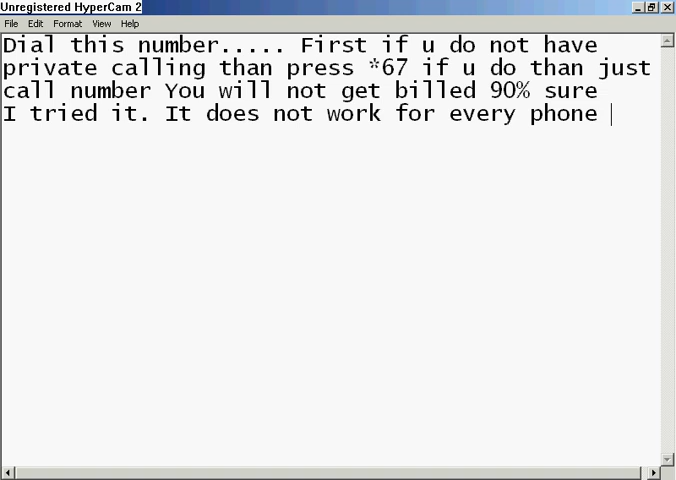 Unregistered HyperCam 2
File Edit Format View Help
Dial this number..... First if u do not have
private calling than press *67 if u do than just
call number You will not get billed 90% sure
I tried it. It does not work for every phone